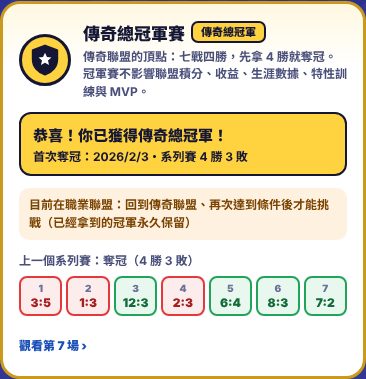 傳奇總冠軍賽 傳奇總冠軍
傳奇聯盟的頂點：七戰四勝，先拿 4 勝就奪冠。
冠軍賽不影響聯盟積分、收益、生涯數據、特性訓
練與 MVP。
恭喜！你已獲得傳奇總冠軍！
首次奪冠：2026/2/3・系列賽 4 勝 3 敗
目前在職業聯盟：回到傳奇聯盟、再次達到條件後才能挑
戰（已經拿到的冠軍永久保留）
上一個系列賽：奪冠（4 勝 3 敗）
1 2 3 4 5 6 7
3:5 1:3 12:3 2:3 6:4 8:3 7:2
觀看第 7 場 ›